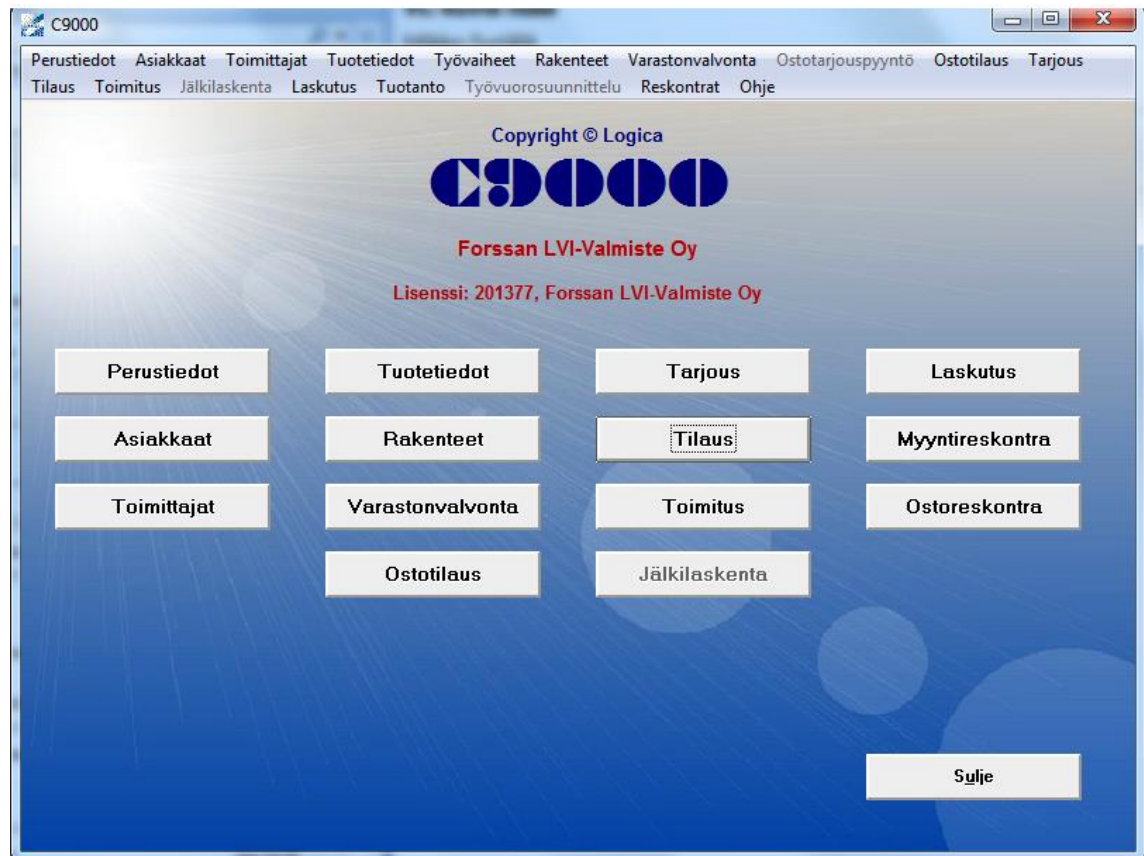 C9000
Perustiedot Asiakkaat Toimittajat Tuotetiedot Työvaiheet Rakenteet Varastonvalvonta Ostotarjouspyyntö Ostotilaus Tarjous
Tilaus Toimitus Jälkilaskenta Laskutus Tuotanto Työvuorosuunnittelu Reskontrat Ohje
Copyright © Logica
C9000
Forssan LVI-Valmiste Oy
Lisenssi: 201377, Forssan LVI-Valmiste Oy
Perustiedot Tuotetiedot Tarjous Laskutus
Asiakkaat Rakenteet Tilaus Myyntireskontra
Toimittajat Varastonvalvonta Toimitus Ostoreskontra
Ostotilaus Jälkilaskenta
Sulje